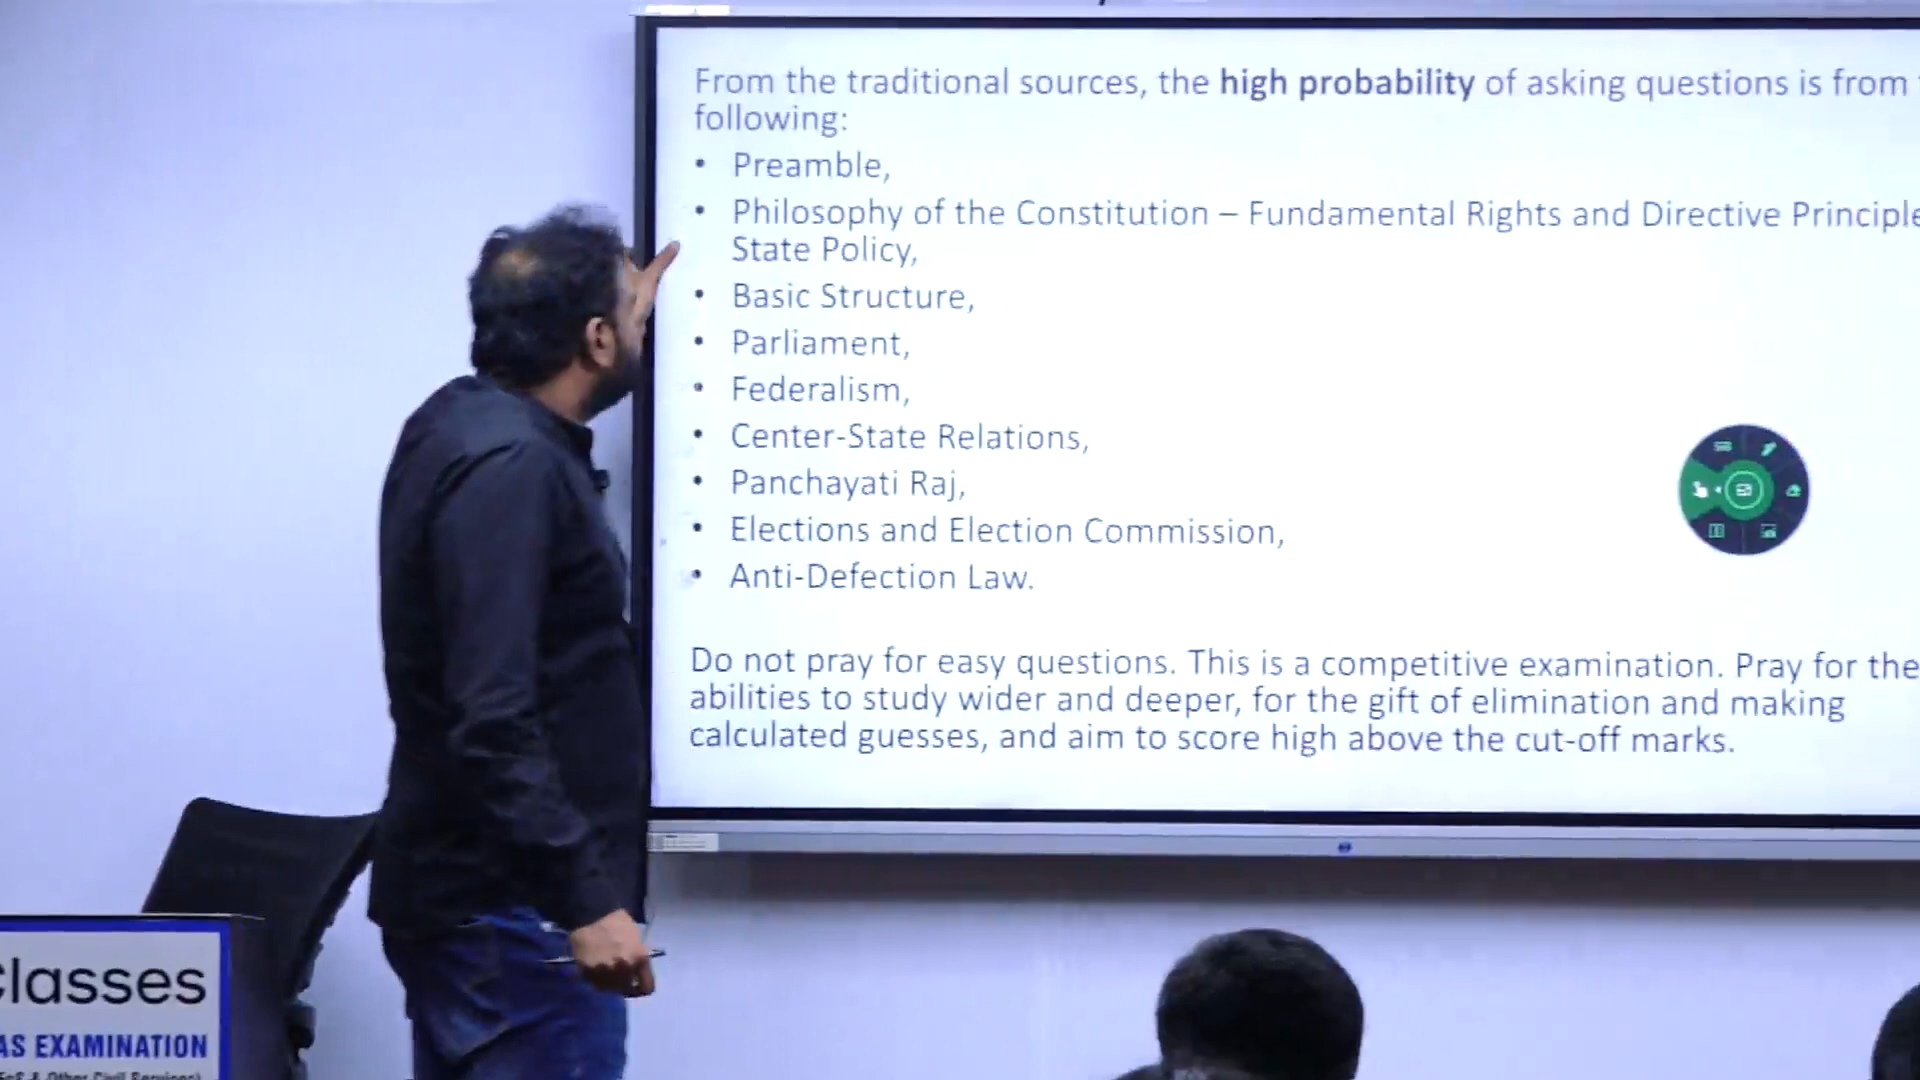 From the traditional sources, the high probability of asking questions is from
following:
• Preamble,
• Philosophy of the Constitution – Fundamental Rights and Directive Principle
State Policy,
• Basic Structure,
• Parliament,
• Federalism,
• Center-State Relations,
• Panchayati Raj,
• Elections and Election Commission,
• Anti-Defection Law.
Do not pray for easy questions. This is a competitive examination. Pray for the
abilities to study wider and deeper, for the gift of elimination and making
calculated guesses, and aim to score high above the cut-off marks.
Classes
AS EXAMINATION
& Other Civil Services)